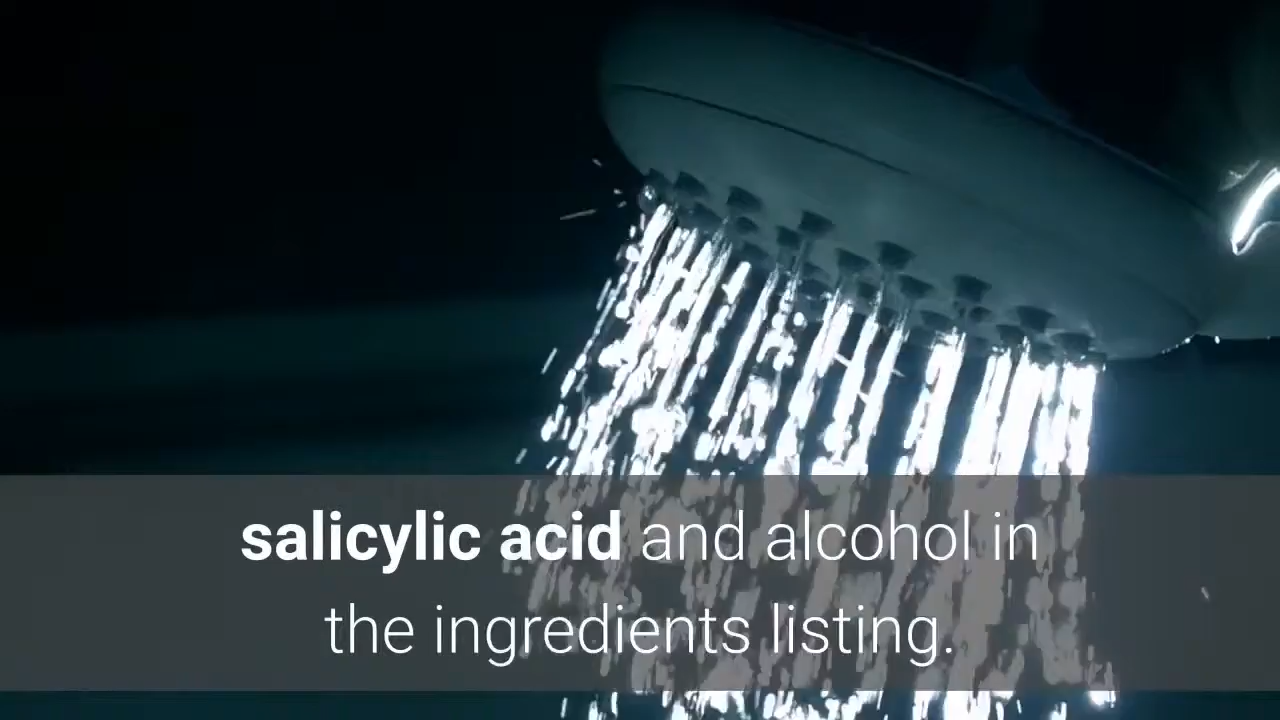 salicylic acid and alcohol in
the ingredients listing.